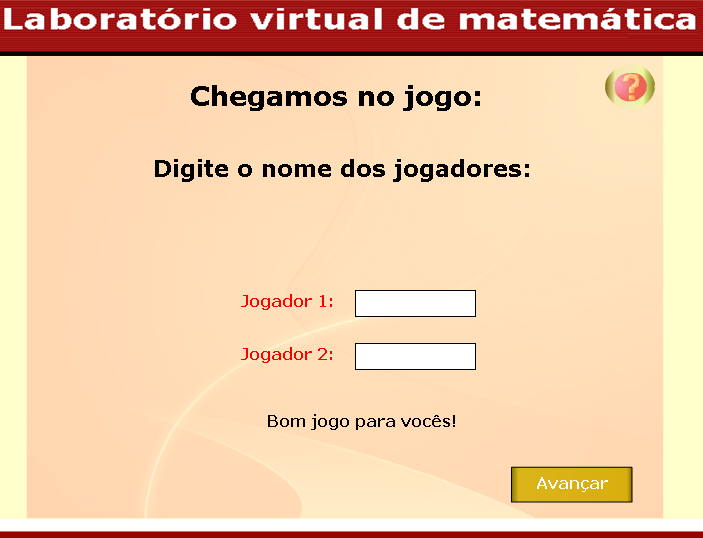 Laboratório virtual de matemática
Chegamos no jogo:
?
Digite o nome dos jogadores:
Jogador 1:
Jogador 2:
Bom jogo para vocês!
Avançar